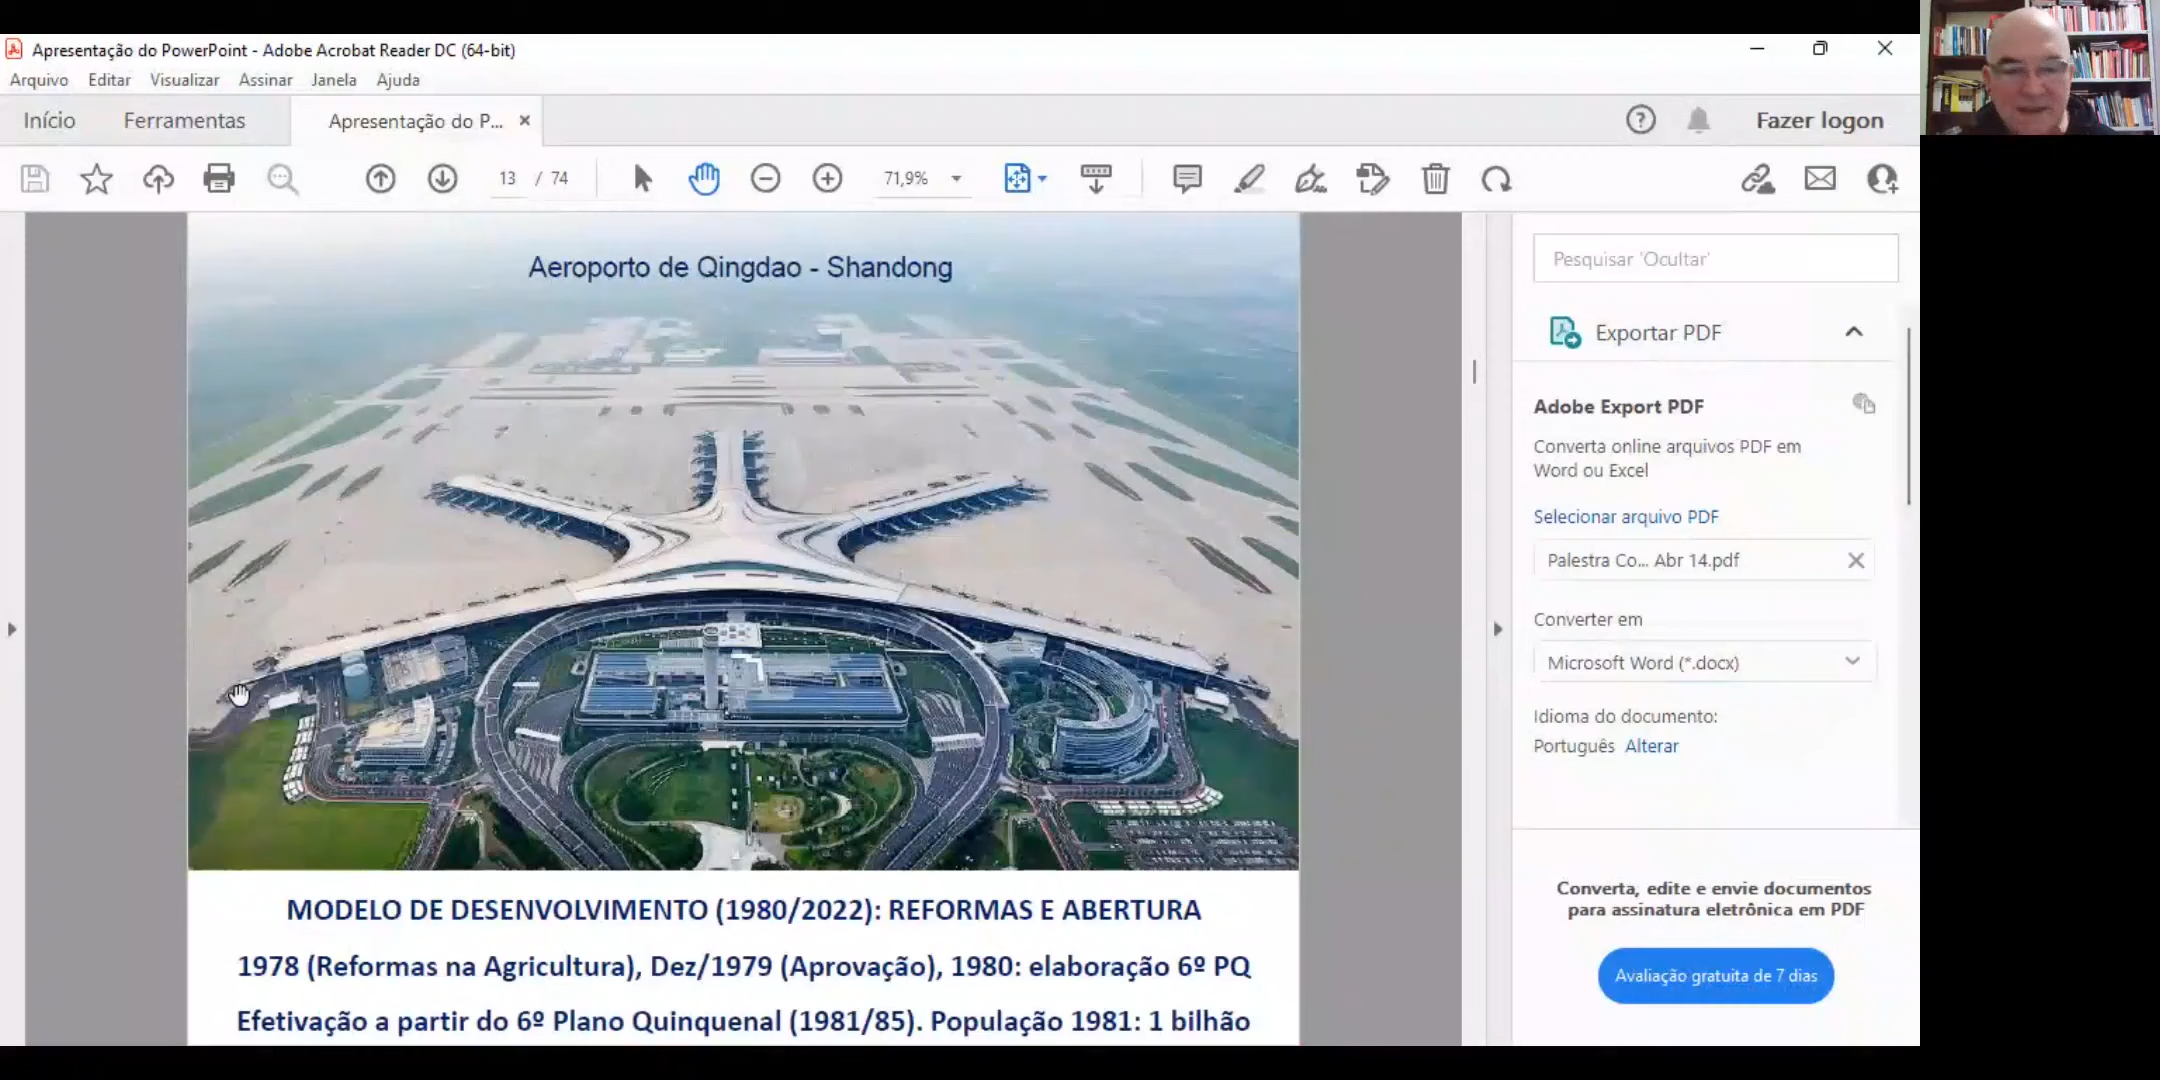 Apresentação do PowerPoint - Adobe Acrobat Reader DC (64-bit)
Arquivo Editar Visualizar Assinar Janela Ajuda
Início Ferramentas Apresentação do P... Fazer logon
13 / 74 71,9%
Aeroporto de Qingdao - Shandong
MODELO DE DESENVOLVIMENTO (1980/2022): REFORMAS E ABERTURA
1978 (Reformas na Agricultura), Dez/1979 (Aprovação), 1980: elaboração 6º PQ
Efetivação a partir do 6º Plano Quinquenal (1981/85). População 1981: 1 bilhão
Pesquisar 'Ocultar'
Exportar PDF
Adobe Export PDF
Converta online arquivos PDF em
Word ou Excel
Selecionar arquivo PDF
Palestra Co... Abr 14.pdf
Converter em
Microsoft Word (*.docx)
Idioma do documento:
Português Alterar
Converta, edite e envie documentos
para assinatura eletrônica em PDF
Avaliação gratuita de 7 dias